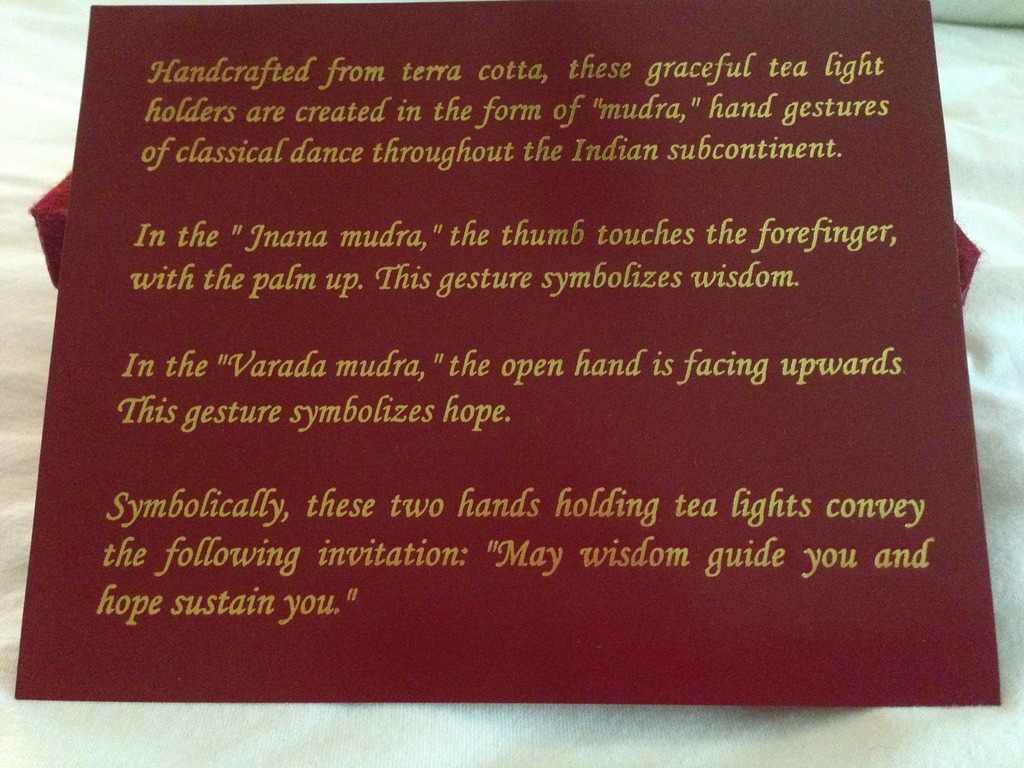 Handcrafted from terra cotta, these graceful tea light
holders are created in the form of "mudra," hand gestures
of classical dance throughout the Indian subcontinent.
In the "Jnana mudra," the thumb touches the forefinger,
with the palm up. This gesture symbolizes wisdom.
In the "Varada mudra," the open hand is facing upwards.
This gesture symbolizes hope.
Symbolically, these two hands holding tea lights convey
the following invitation: "May wisdom guide you and
hope sustain you."